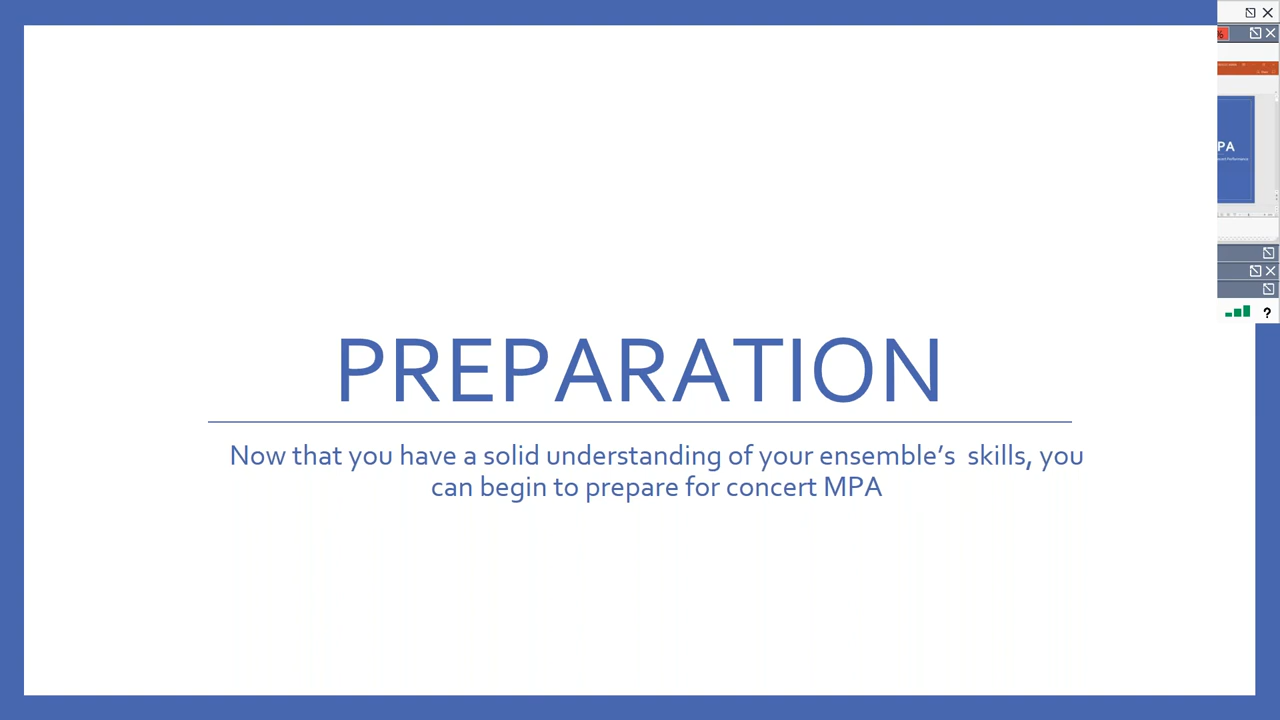 PREPARATION
Now that you have a solid understanding of your ensemble's  skills, you
can begin to prepare for concert MPA
%
PA
?